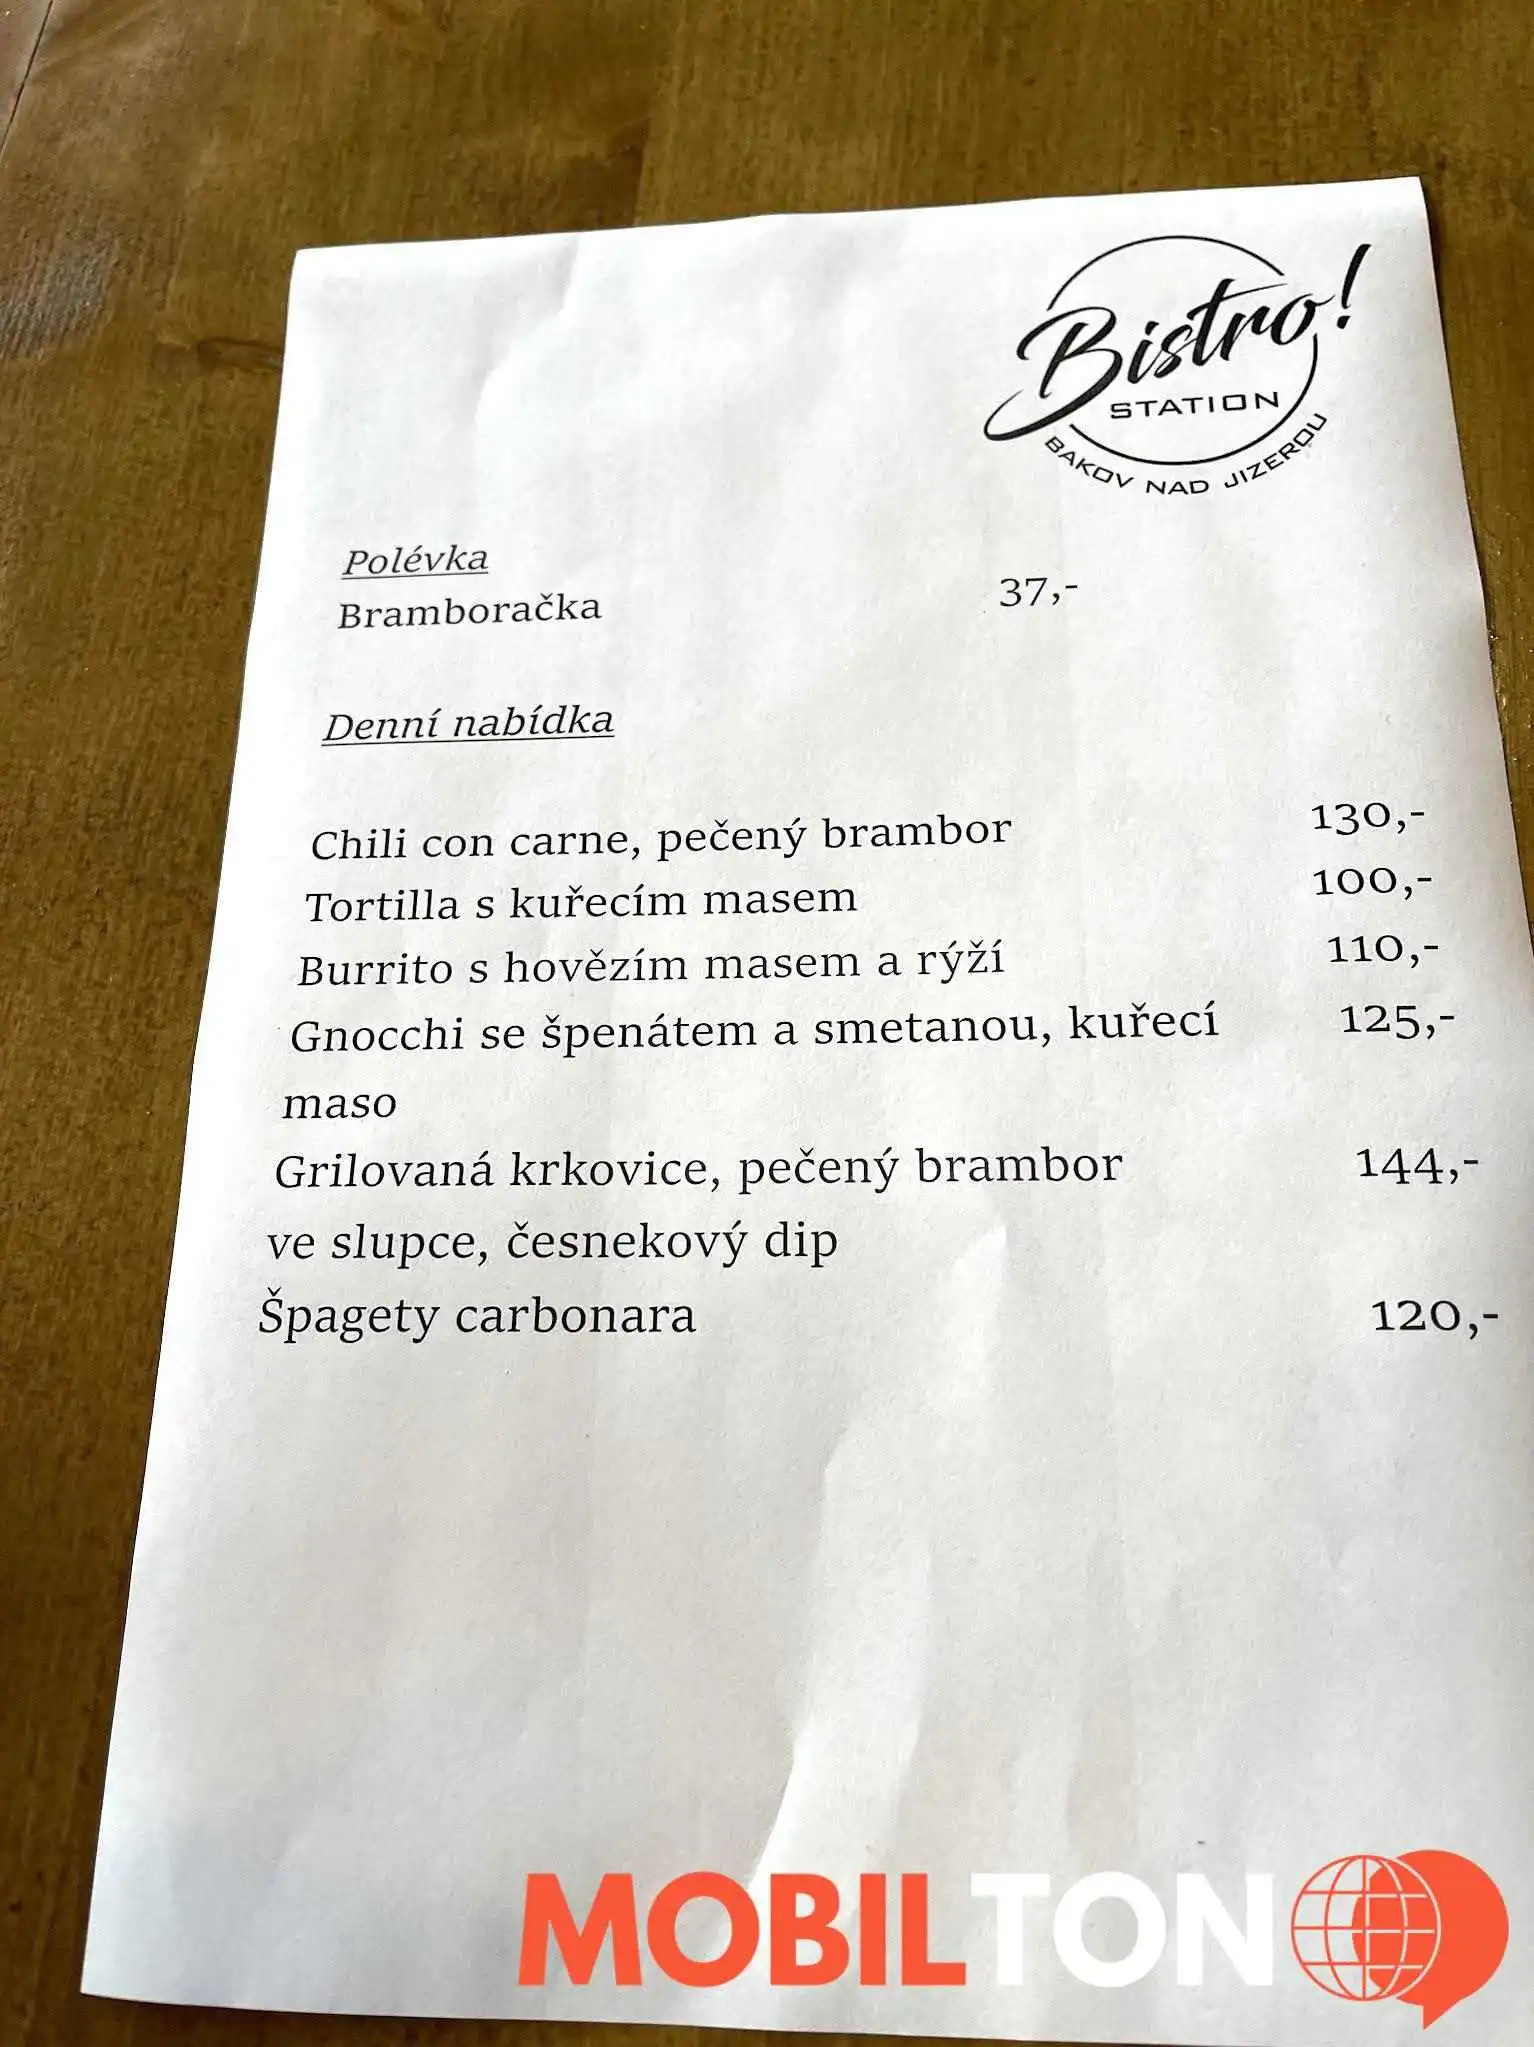 Bistro!
STATION
BAKOV NAD JIZEROU
Polévka
Bramboračka 37,-
Denní nabídka
Chili con carne, pečený brambor 130,-
Tortilla s kuřecím masem 100,-
Burrito s hovězím masem a rýží 110,-
Gnocchi se špenátem a smetanou, kuřecí 125,-
maso
Grilovaná krkovice, pečený brambor 144,-
ve slupce, česnekový dip
Špagety carbonara 120,-
MOBILTON